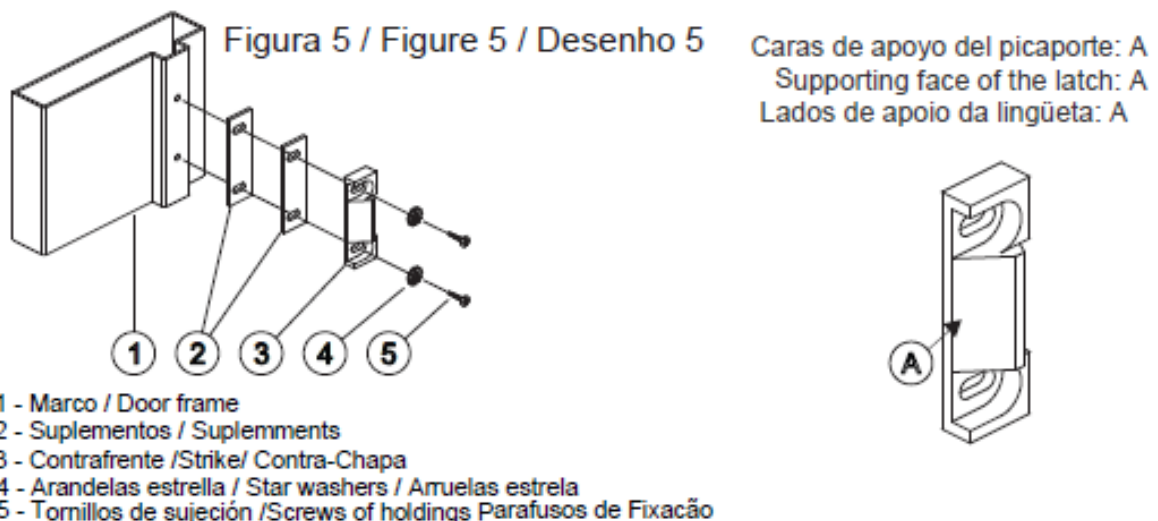 Figura 5 / Figure 5 / Desenho 5
Caras de apoyo del picaporte: A
Supporting face of the latch: A
Lados de apoio da lingüeta: A
1
2
3
4
5
A
1 - Marco / Door frame
2 - Suplementos / Suplemments
3 - Contrafrente /Strike/ Contra-Chapa
4 - Arandelas estrella / Star washers / Arruelas estrela
5 - Tornillos de sujeción /Screws of holdings Parafusos de Fixacão